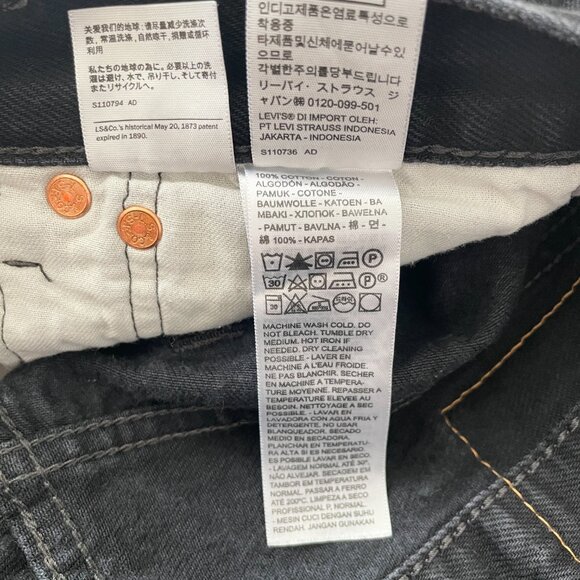 关爱我们的地球: 请尽量减少洗涤次
数, 常温洗涤, 自然晾干, 捐赠或循环
利用
私たちの地球の為に。必要以上の洗
濯は避け、水で、吊り干し、そして寄付
またリサイクルへ。
S110794 AD
LS&Co.'s historical May 20, 1873 patent
expired in 1890.
인디고제품은염료특성으로
착용중
타제품및신체에묻어날수
각별한주의를당부드립니다
リーバイ・ストラウス ジ
ャパン㈱ 0120-099-501
LEVI'S® DI IMPORT OLEH:
PT LEVI STRAUSS INDONESIA
JAKARTA - INDONESIA
S110736 AD
100% COTTON - COTON -
ALGODÓN - ALGODÃO -
PAMUK - COTONE -
BAUMWOLLE - KATOEN - BA
MBAKI - ХЛОПОК - BAWEŁNA
- PAMUT - BAVLNA - 棉 - 면 -
綿 100% - KAPAS
30
30
MACHINE WASH COLD. DO
NOT BLEACH. TUMBLE DRY
MEDIUM. HOT IRON IF
NEEDED. DRY CLEANING
POSSIBLE - LAVER EN
MACHINE A L'EAU FROIDE
NE PAS BLANCHIR. SECHER
EN MACHINE A TEMPERA-
TURE MOYENNE. REPASSER A
TEMPERATURE ELEVEE AU
BESOIN. NETTOYAGE A SEC
POSSIBLE. - LAVAR EN
LAVADORA CON AGUA FRIA Y
DETERGENTE. NO USAR
BLANQUEADOR. SECADO
MEDIO EN SECADORA.
PLANCHAR EN TEMPERATU-
RA ALTA SI ES NECESARIO
ES POSSIBLE LAVADO A SECO
- LAVAGEM NORMAL ATÉ 30°.
NÃO ALVEJAR. SECAGEM EM
TAMBOR EM TEMPERATURA
NORMAL. PASSAR A FERRO
ATÉ 200ºC. LIMPEZA A SECO
PROFISSIONAL P, NORMAL
- MESIN CUCI DENGAN SUHU
RENDAH. JANGAN GUNAKAN